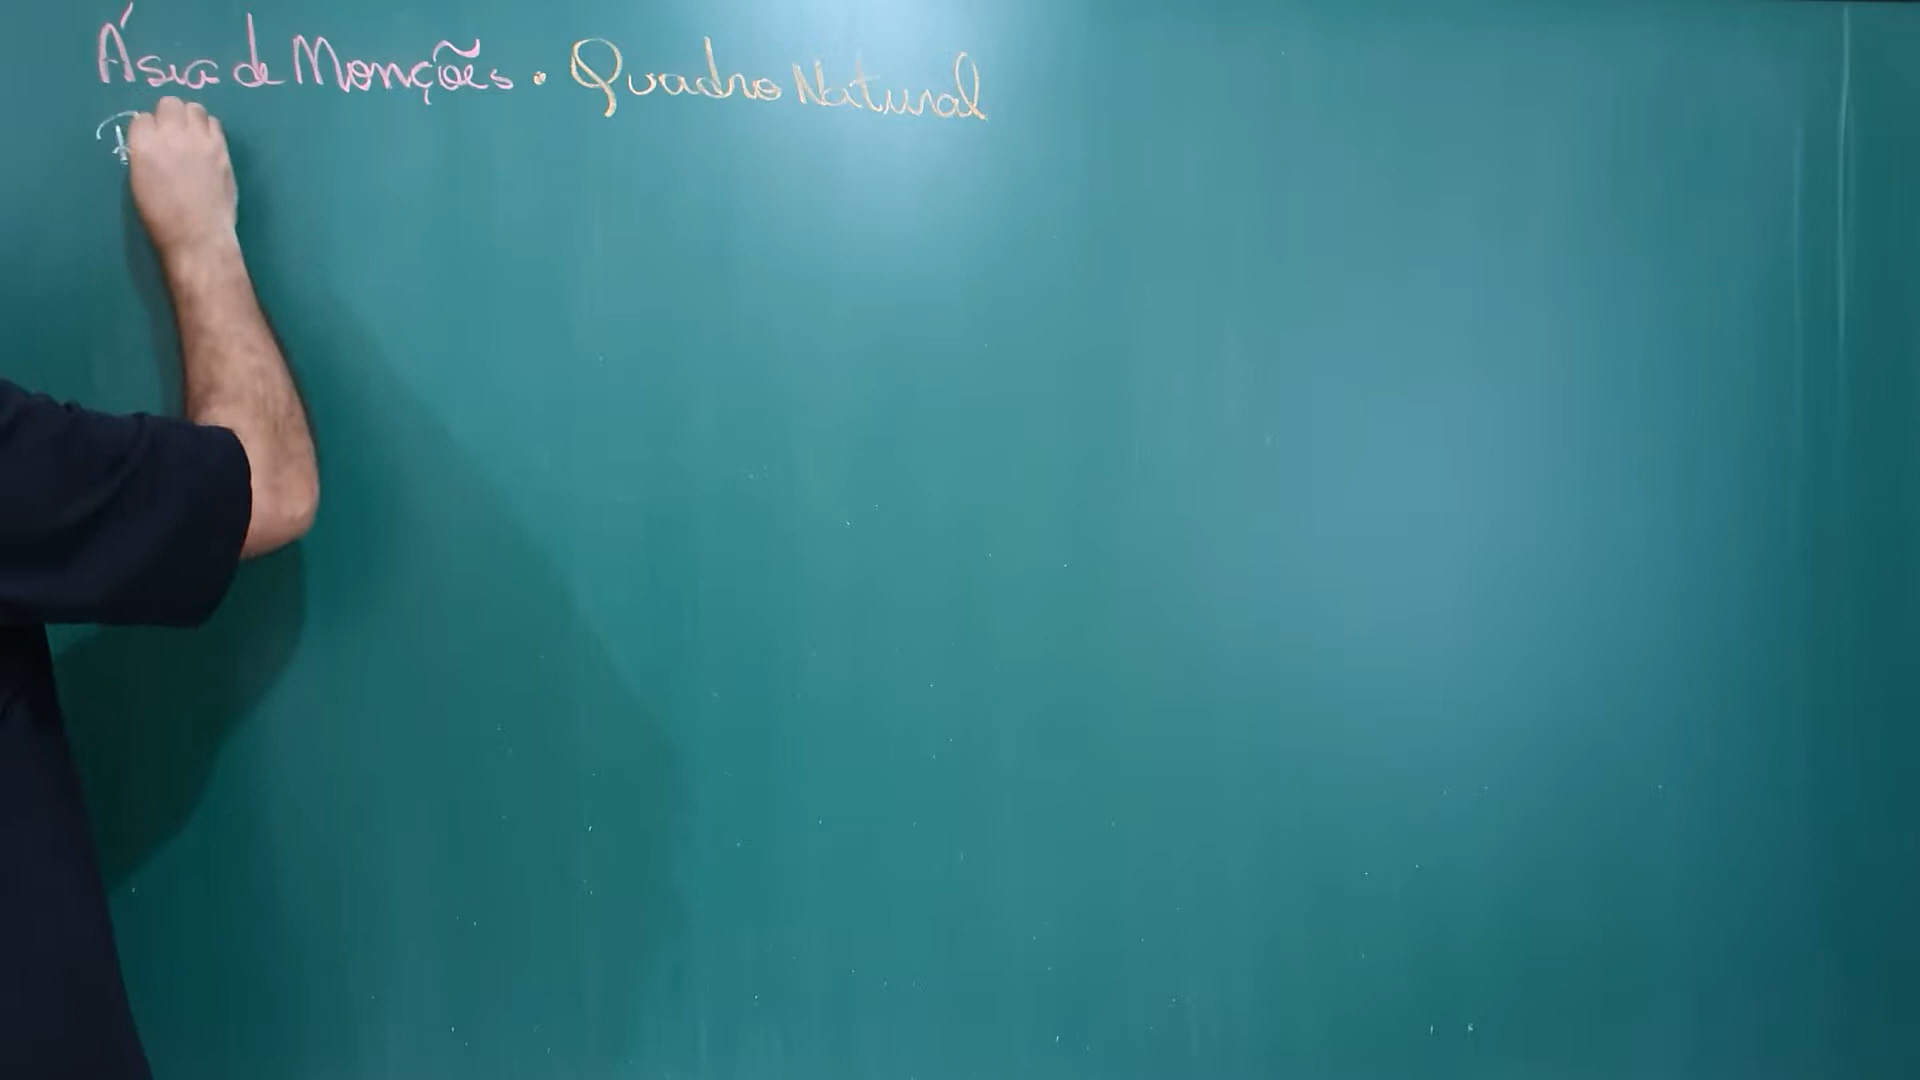 Ásia de Monções • Quadro Natural